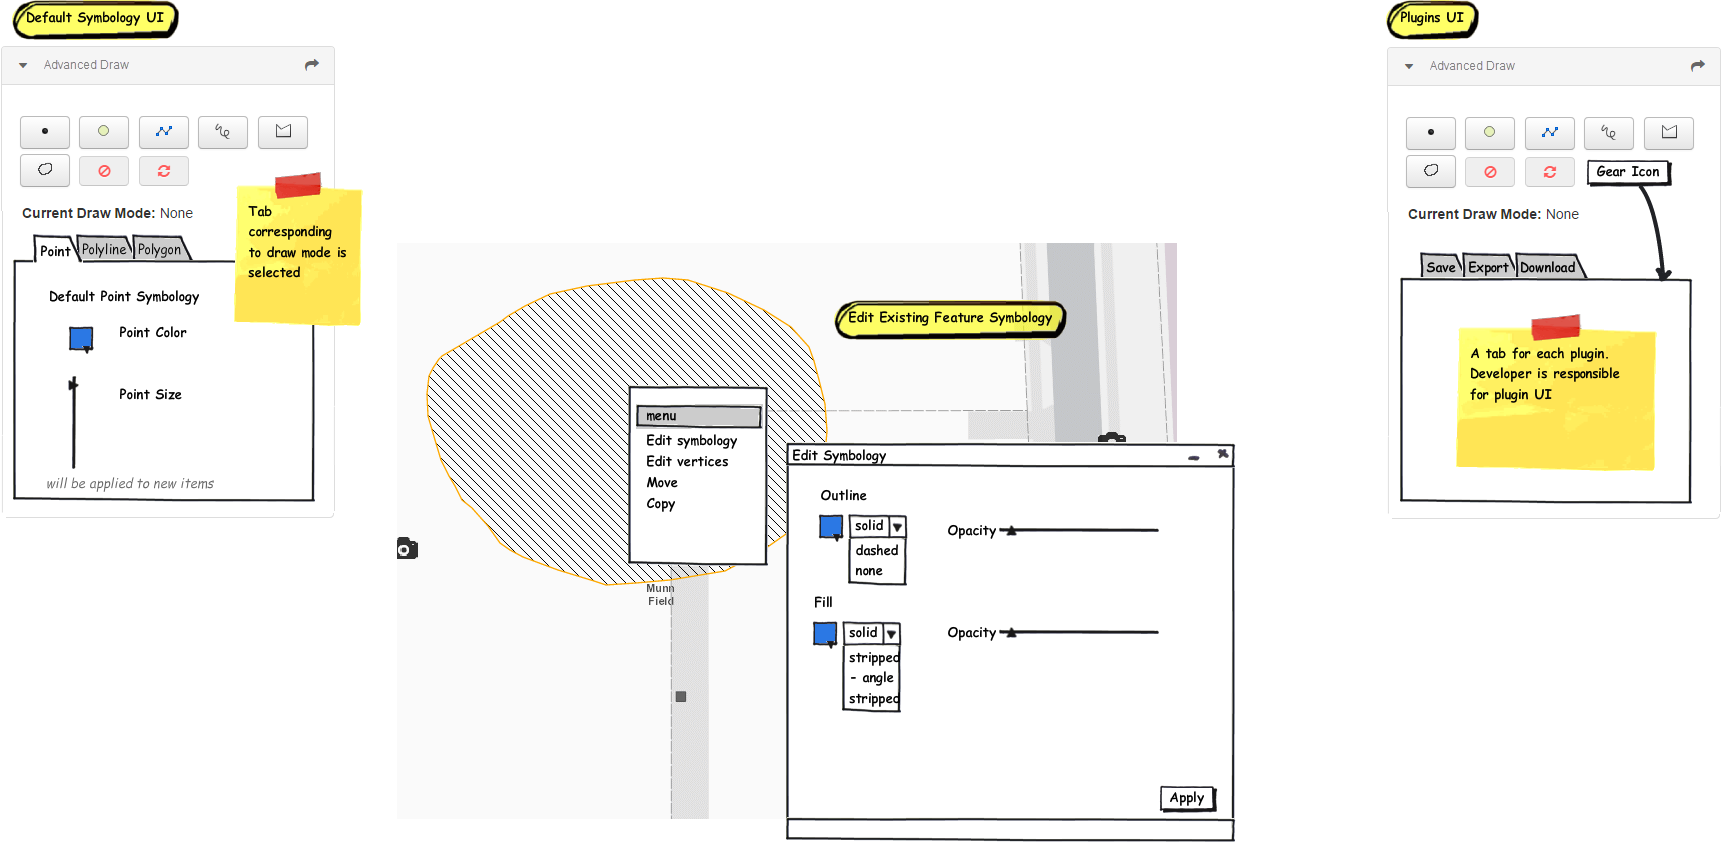 Default Symbology UI
Advanced Draw
Current Draw Mode: None
Tab
corresponding
to draw mode is
selected
Point
Polyline
Polygon
Default Point Symbology
Point Color
Point Size
will be applied to new items
Edit Existing Feature Symbology
menu
Edit symbology
Edit vertices
Move
Copy
Munn
Field
Edit Symbology
Outline
solid
dashed
none
Opacity
Fill
solid
stripped
- angle
stripped
Opacity
Apply
Plugins UI
Advanced Draw
Gear Icon
Current Draw Mode: None
Save
Export
Download
A tab for each plugin.
Developer is responsible
for plugin UI